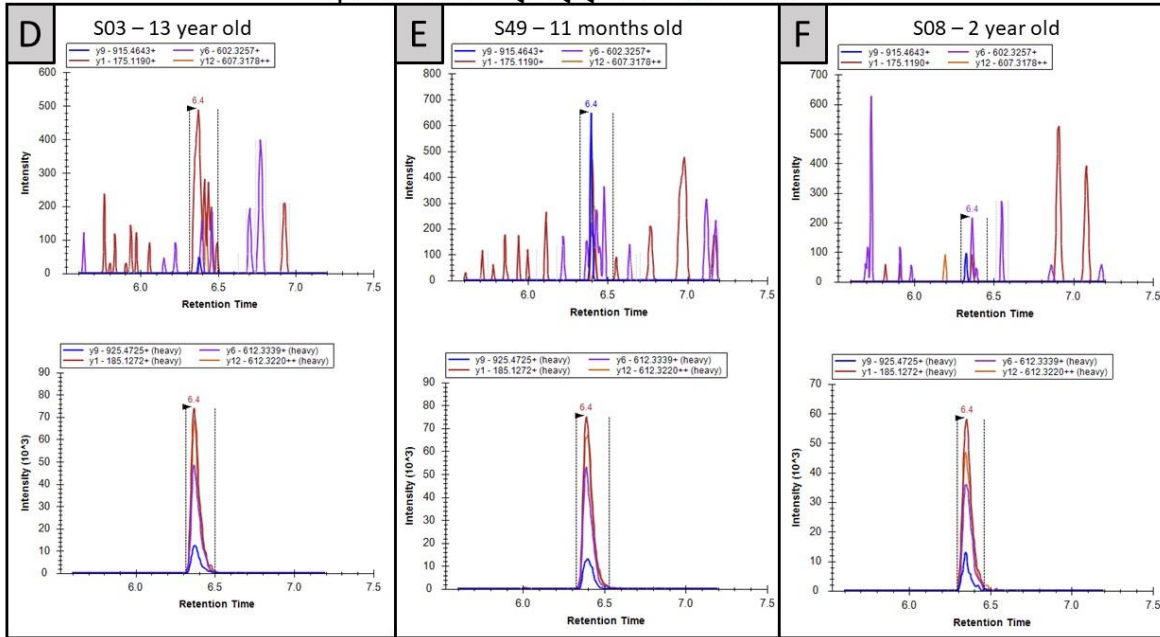 D
S03 – 13 year old
y9 - 915.4643+ y6 - 602.3257+
y1 - 175.1190+ y12 - 607.3178++
600
500
400
300
200
100
0
Intensity
6.4
6.0 6.5 7.0 7.5
Retention Time
y9 - 925.4725+ (heavy) y6 - 612.3339+ (heavy)
y1 - 185.1272+ (heavy) y12 - 612.3220++ (heavy)
90
80
70
60
50
40
30
20
10
0
Intensity (10^3)
6.4
6.0 6.5 7.0 7.5
Retention Time
E
S49 – 11 months old
y9 - 915.4643+ y6 - 602.3257+
y1 - 175.1190+ y12 - 607.3178++
800
700
600
500
400
300
200
100
0
Intensity
6.4
6.0 6.5 7.0 7.5
Retention Time
y9 - 925.4725+ (heavy) y6 - 612.3339+ (heavy)
y1 - 185.1272+ (heavy) y12 - 612.3220++ (heavy)
90
80
70
60
50
40
30
20
10
0
Intensity (10^3)
6.4
6.0 6.5 7.0 7.5
Retention Time
F
S08 – 2 year old
y9 - 915.4643+ y6 - 602.3257+
y1 - 175.1190+ y12 - 607.3178++
700
600
500
400
300
200
100
0
Intensity
6.4
6.0 6.5 7.0 7.5
Retention Time
y9 - 925.4725+ (heavy) y6 - 612.3339+ (heavy)
y1 - 185.1272+ (heavy) y12 - 612.3220++ (heavy)
70
60
50
40
30
20
10
0
Intensity (10^3)
6.4
6.0 6.5 7.0 7.5
Retention Time